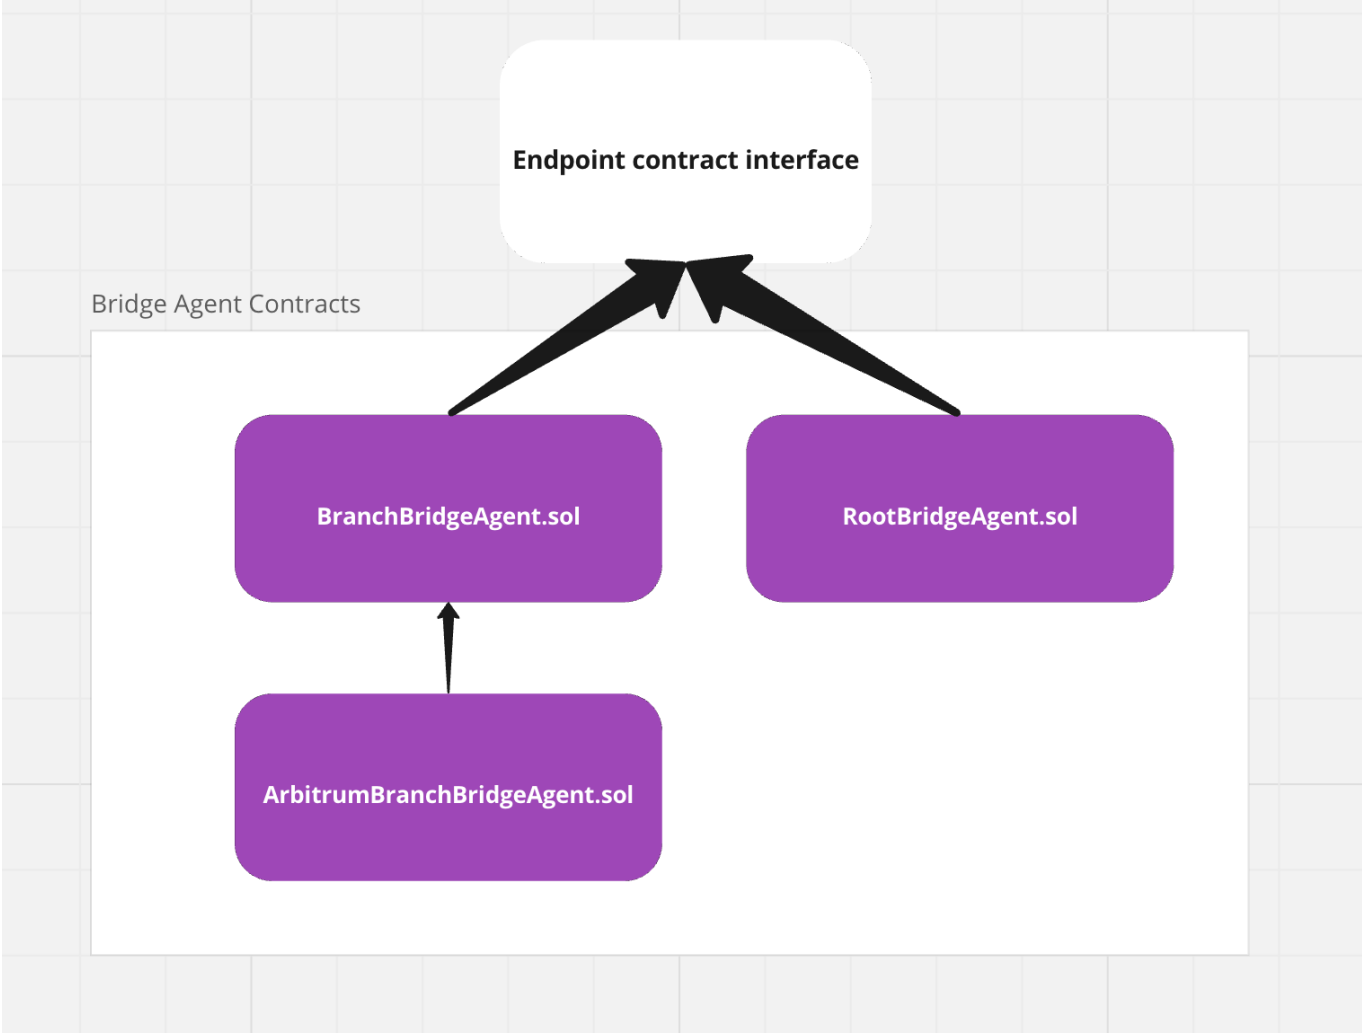 Endpoint contract interface
Bridge Agent Contracts
BranchBridgeAgent.sol
RootBridgeAgent.sol
ArbitrumBranchBridgeAgent.sol